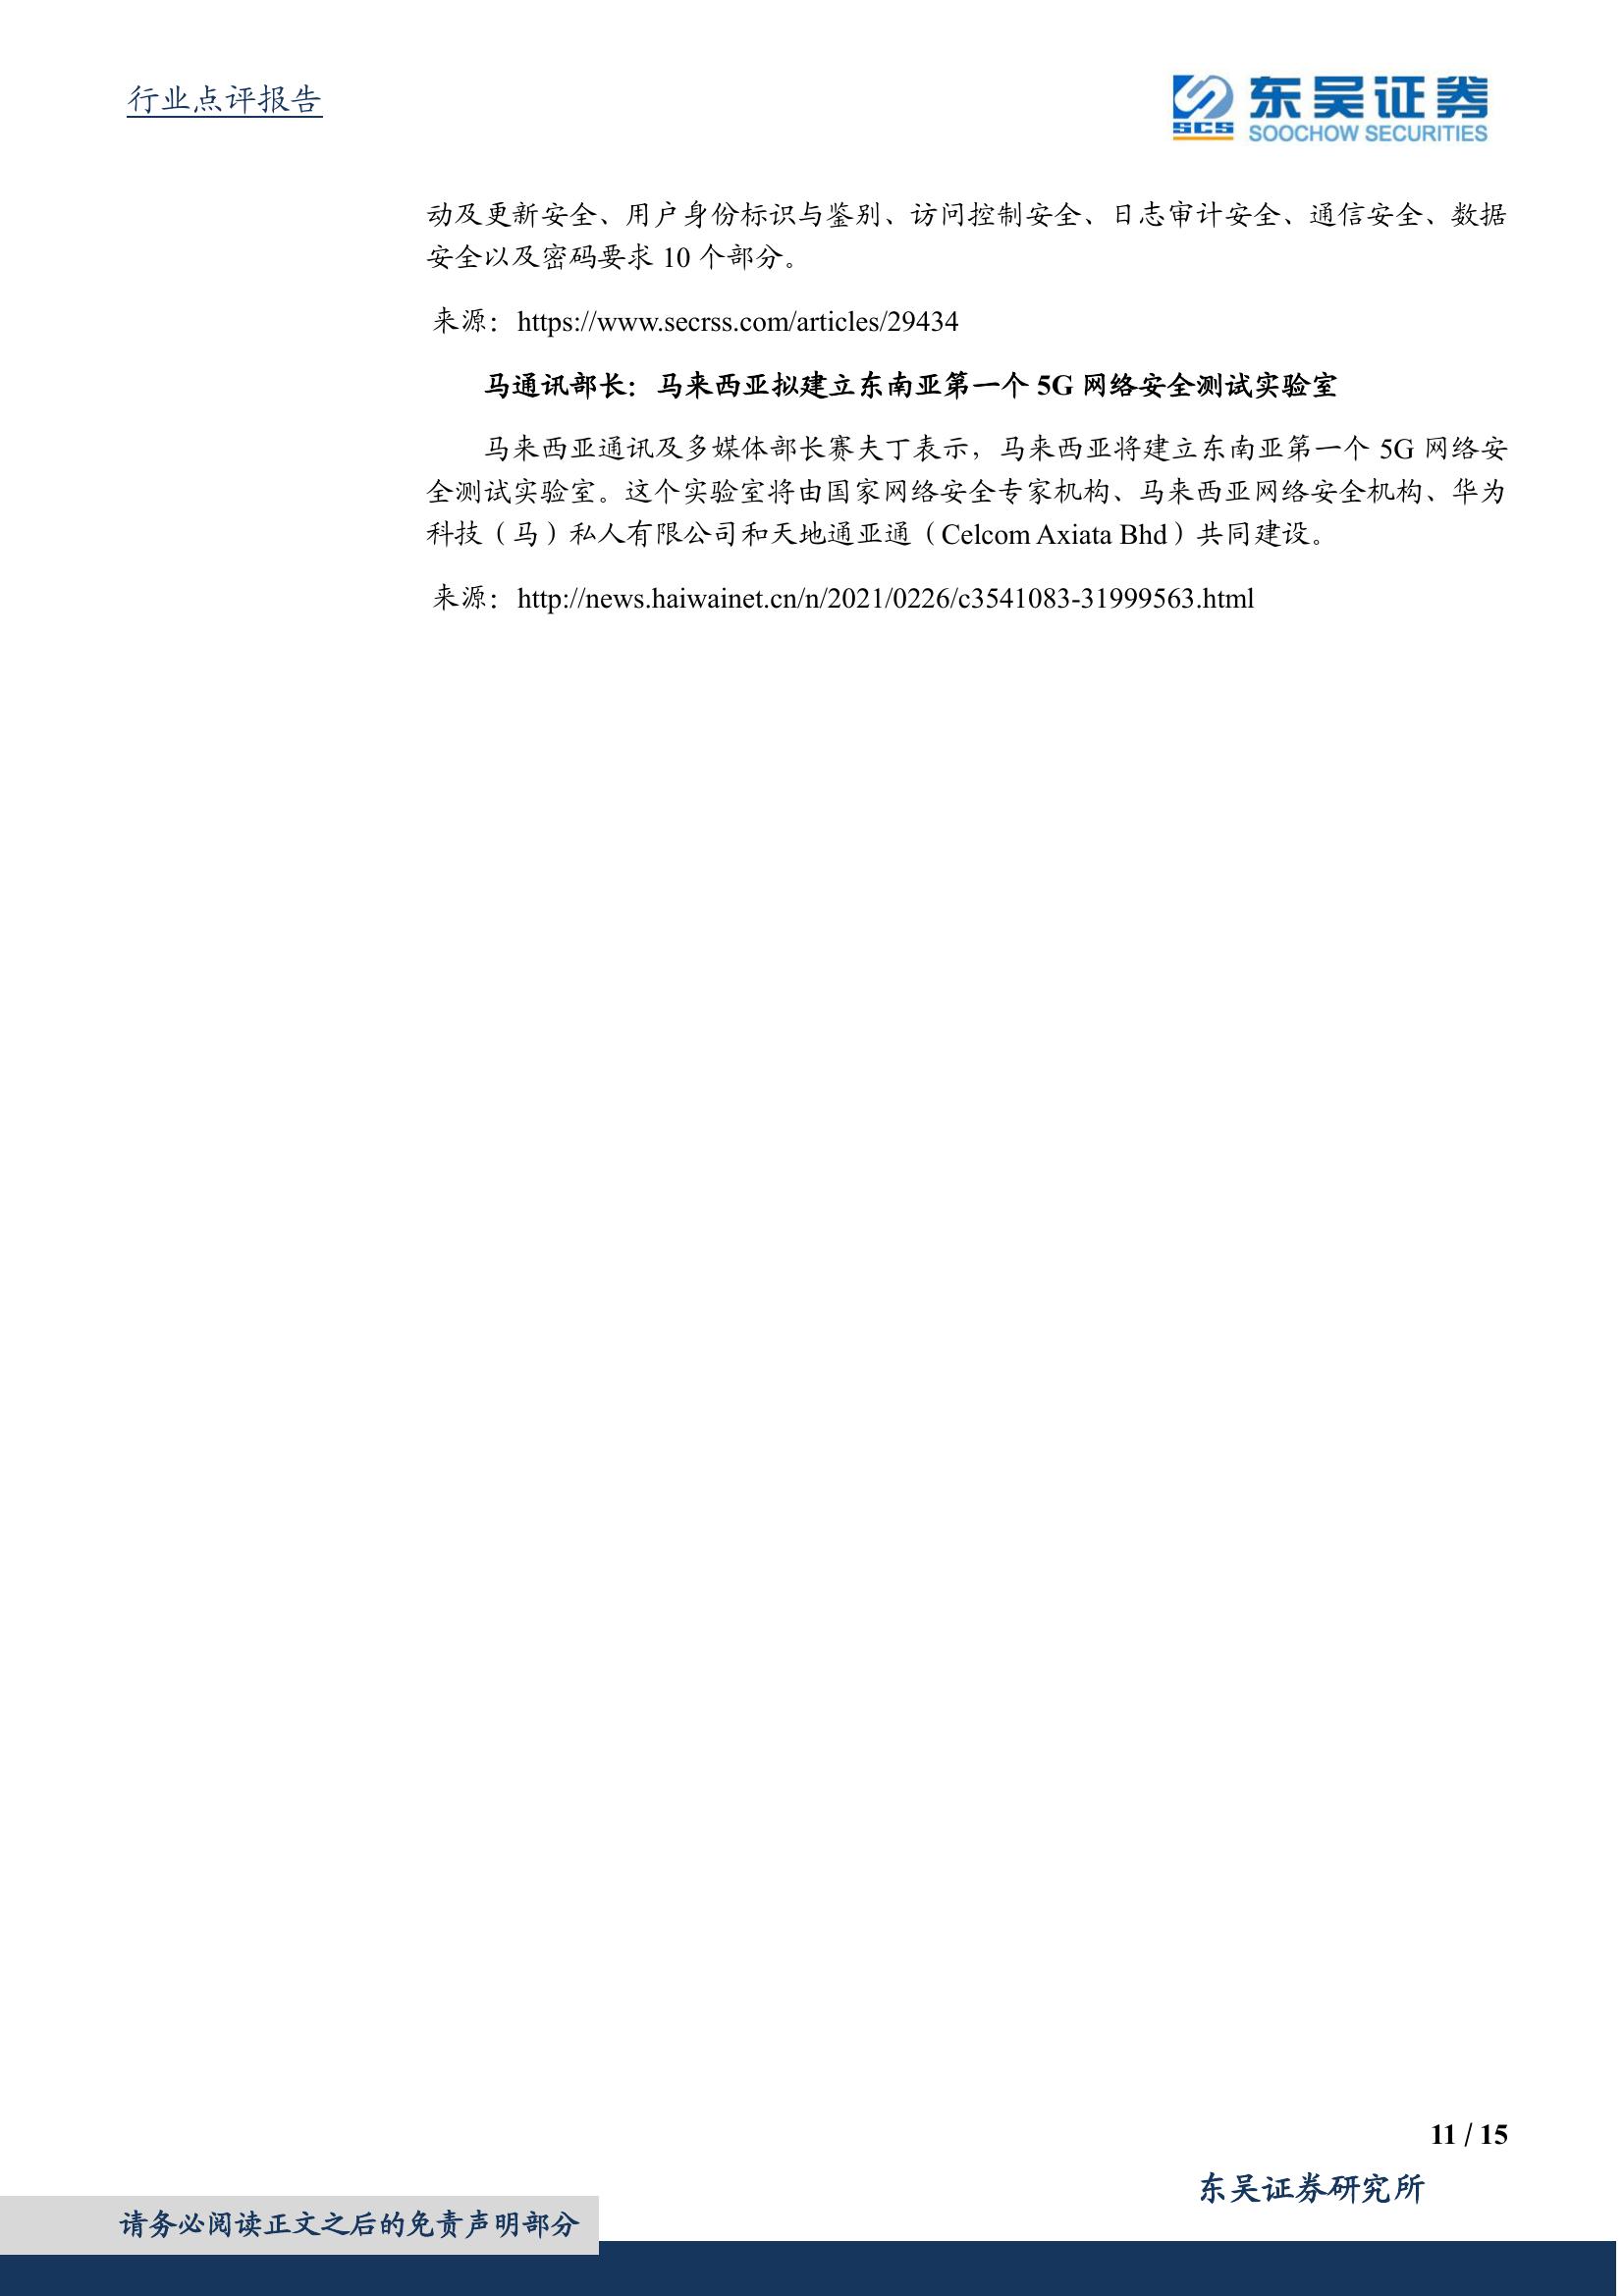 行业点评报告
SCS
东吴证券
SOOCHOW SECURITIES
动及更新安全、用户身份标识与鉴别、访问控制安全、日志审计安全、通信安全、数据
安全以及密码要求 10 个部分。
来源：https://www.secrss.com/articles/29434
马通讯部长：马来西亚拟建立东南亚第一个 5G 网络安全测试实验室
马来西亚通讯及多媒体部长赛夫丁表示，马来西亚将建立东南亚第一个 5G 网络安
全测试实验室。这个实验室将由国家网络安全专家机构、马来西亚网络安全机构、华为
科技（马）私人有限公司和天地通亚通（Celcom Axiata Bhd）共同建设。
来源：http://news.haiwainet.cn/n/2021/0226/c3541083-31999563.html
11 / 15
东吴证券研究所
请务必阅读正文之后的免责声明部分